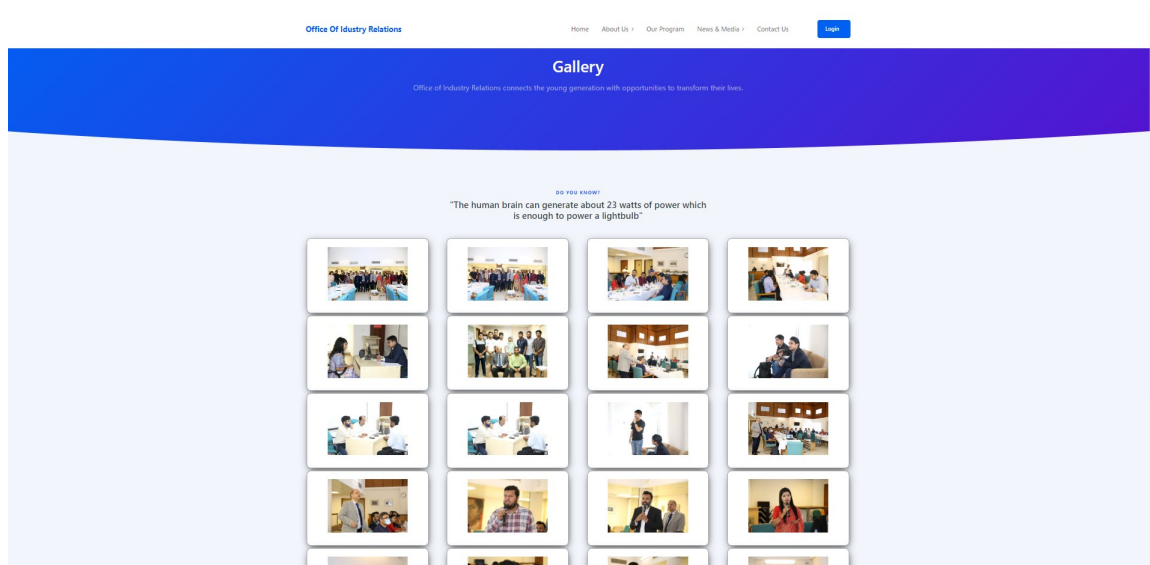 Office Of Idustry Relations
Home About Us > Our Program News & Media > Contact Us Login
Gallery
Office of Industry Relations connects the young generation with opportunities to transform their lives.
DO YOU KNOW?
"The human brain can generate about 23 watts of power which
is enough to power a lightbulb"